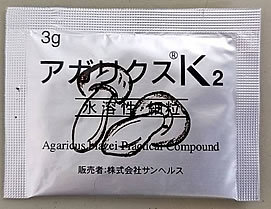 3g
アガリクス®K2
水溶性・細粒
Agaricus Blazei Practical Compound
販売者:株式会社サンヘルス